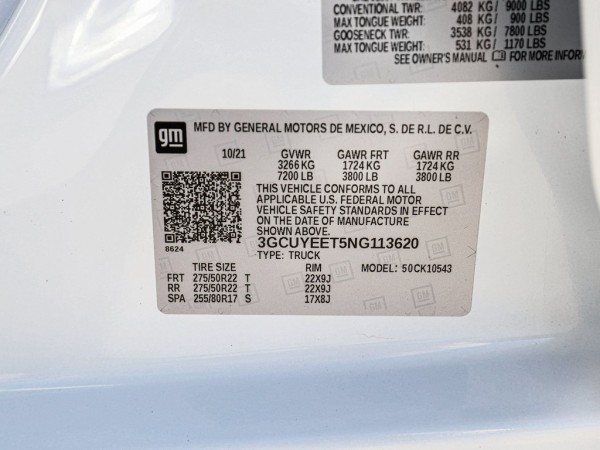 CONVENTIONAL TWR: 4082 KG/ 9000 LBS
MAX TONGUE WEIGHT: 408 KG/ 900 LBS
GOOSENECK TWR: 3538 KG/ 7800 LBS
MAX TONGUE WEIGHT: 531 KG/ 1170 LBS
SEE OWNER'S MANUAL FOR MORE INFORM
gm
MFD BY GENERAL MOTORS DE MEXICO, S. DE R.L. DE C.V.
10/21 GVWR GAWR FRT GAWR RR
3266 KG 1724 KG 1724 KG
7200 LB 3800 LB 3800 LB
THIS VEHICLE CONFORMS TO ALL
APPLICABLE U.S. FEDERAL MOTOR
VEHICLE SAFETY STANDARDS IN EFFECT
ON THE DATE OF MANUFACTURE
SHOWN ABOVE.
8624 3GCUYEET5NG113620
TYPE: TRUCK MODEL: 50CK10543
TIRE SIZE RIM
FRT 275/50R22 T 22X9J
RR 275/50R22 T 22X9J
SPA 255/80R17 S 17X8J